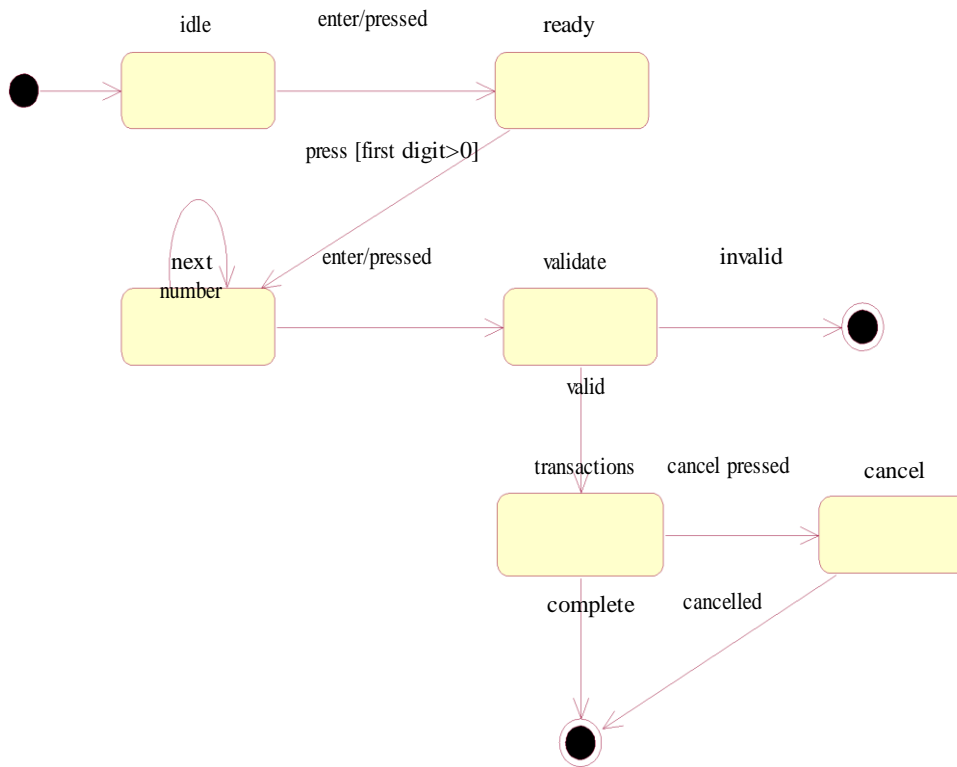 idle
enter/pressed
ready
press [first digit>0]
next
number
enter/pressed
validate
invalid
valid
transactions
cancel pressed
cancel
complete
cancelled